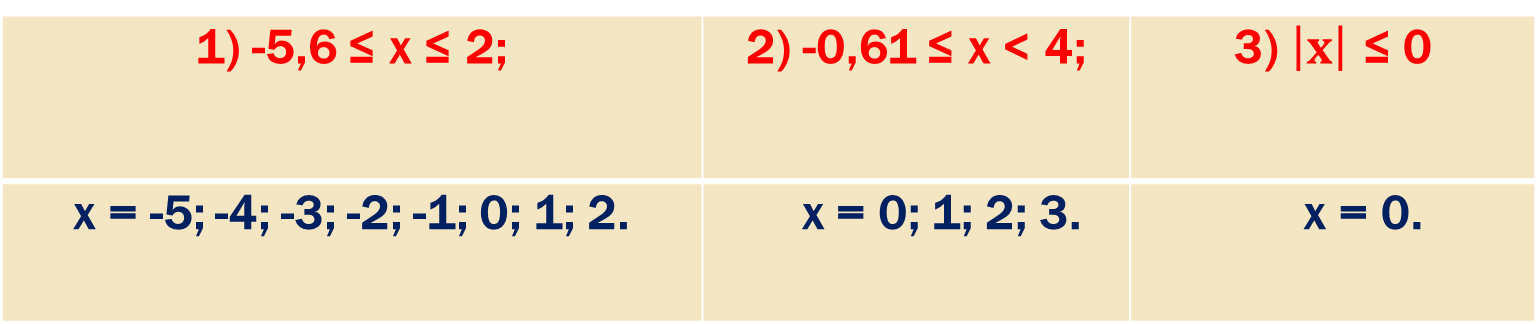 1) -5,6 ≤ x ≤ 2;
2) -0,61 ≤ x < 4;
3) |x| ≤ 0
x = -5; -4; -3; -2; -1; 0; 1; 2.
x = 0; 1; 2; 3.
x = 0.